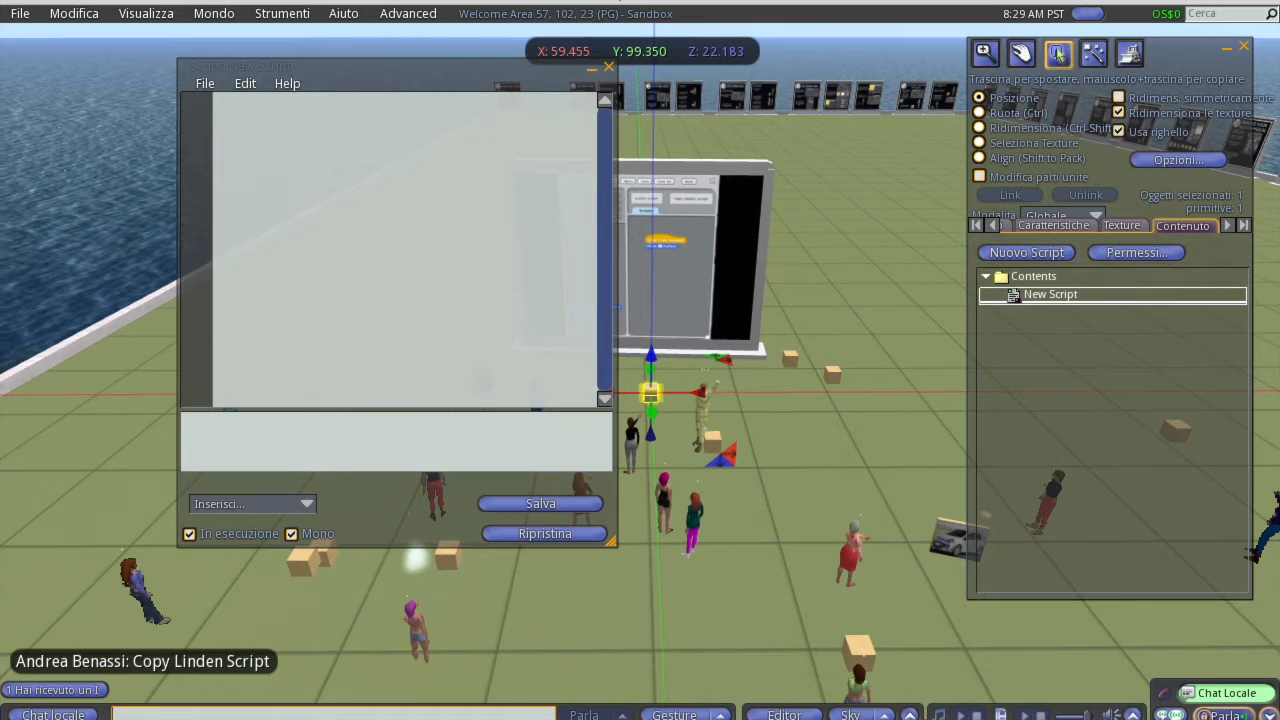 File Modifica Visualizza Mondo Strumenti Aiuto Advanced Welcome Area 57, 102, 23 (PG) - Sandbox 8:29 AM PST OS$0 Cerca
X: 59.455 Y: 99.350 Z: 22.183
File Edit Help
Inserisci...
Salva
In esecuzione Mono
Ripristina
Trascina per spostare, maiuscolo+trascina per copiare
Posizione Ridimens. simmetricamente
Ruota (Ctrl) Ridimensiona le texture
Ridimensiona (Ctrl-Shift Usa righello
Seleziona Texture
Align (Shift to Pack) Opzioni...
Modifica parti unite
Link Unlink Oggetti selezionati: 1
primitive: 1
Modalità Globale
Caratteristiche Texture Contenuto
Nuovo Script Permessi...
Contents
New Script
Andrea Benassi: Copy Linden Script
1 Hai ricevuto un I
Chat Locale
Chat locale Parla Gesture Editor Sky Parla